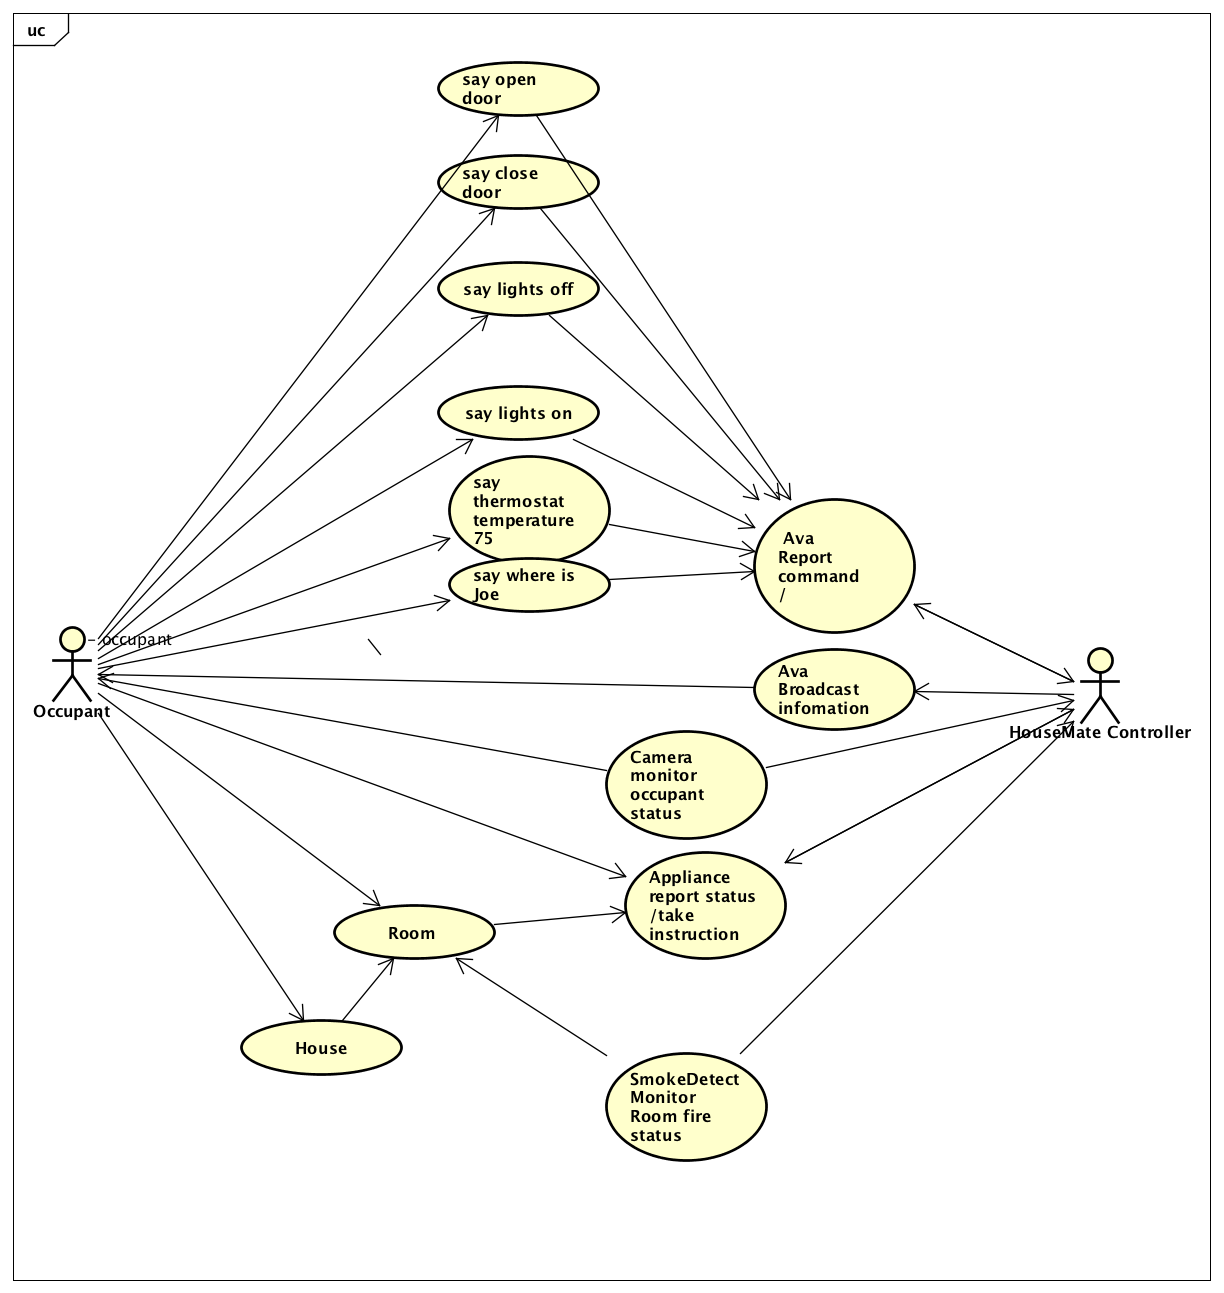 uc
say open
door
say close
door
say lights off
say lights on
say
thermostat
temperature
75
say where is
Joe
Ava
Report
command
/
- occupant
Occupant
\
Ava
Broadcast
infomation
HouseMate Controller
Camera
monitor
occupant
status
Appliance
report status
/take
instruction
Room
House
SmokeDetect
Monitor
Room fire
status